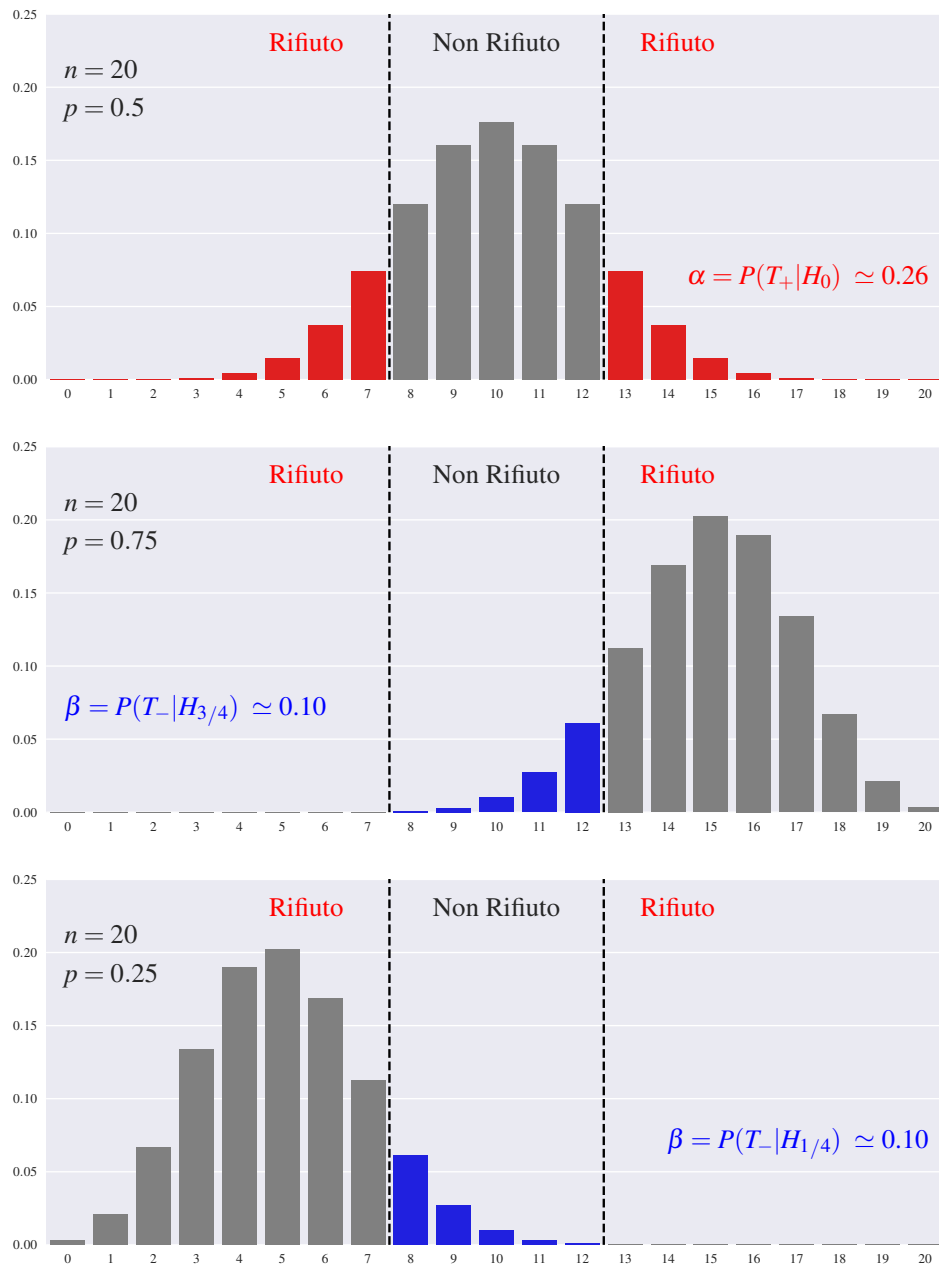 0.25
Rifiuto Non Rifiuto Rifiuto
n = 20
0.20
p = 0.5
0.15
0.10
α = P(T₊|H₀) ≃ 0.26
0.05
0.00
0 1 2 3 4 5 6 7 8 9 10 11 12 13 14 15 16 17 18 19 20
0.25
Rifiuto Non Rifiuto Rifiuto
n = 20
0.20
p = 0.75
0.15
0.10
β = P(T₋|H₃/₄) ≃ 0.10
0.05
0.00
0 1 2 3 4 5 6 7 8 9 10 11 12 13 14 15 16 17 18 19 20
0.25
Rifiuto Non Rifiuto Rifiuto
n = 20
0.20
p = 0.25
0.15
0.10
β = P(T₋|H₁/₄) ≃ 0.10
0.05
0.00
0 1 2 3 4 5 6 7 8 9 10 11 12 13 14 15 16 17 18 19 20